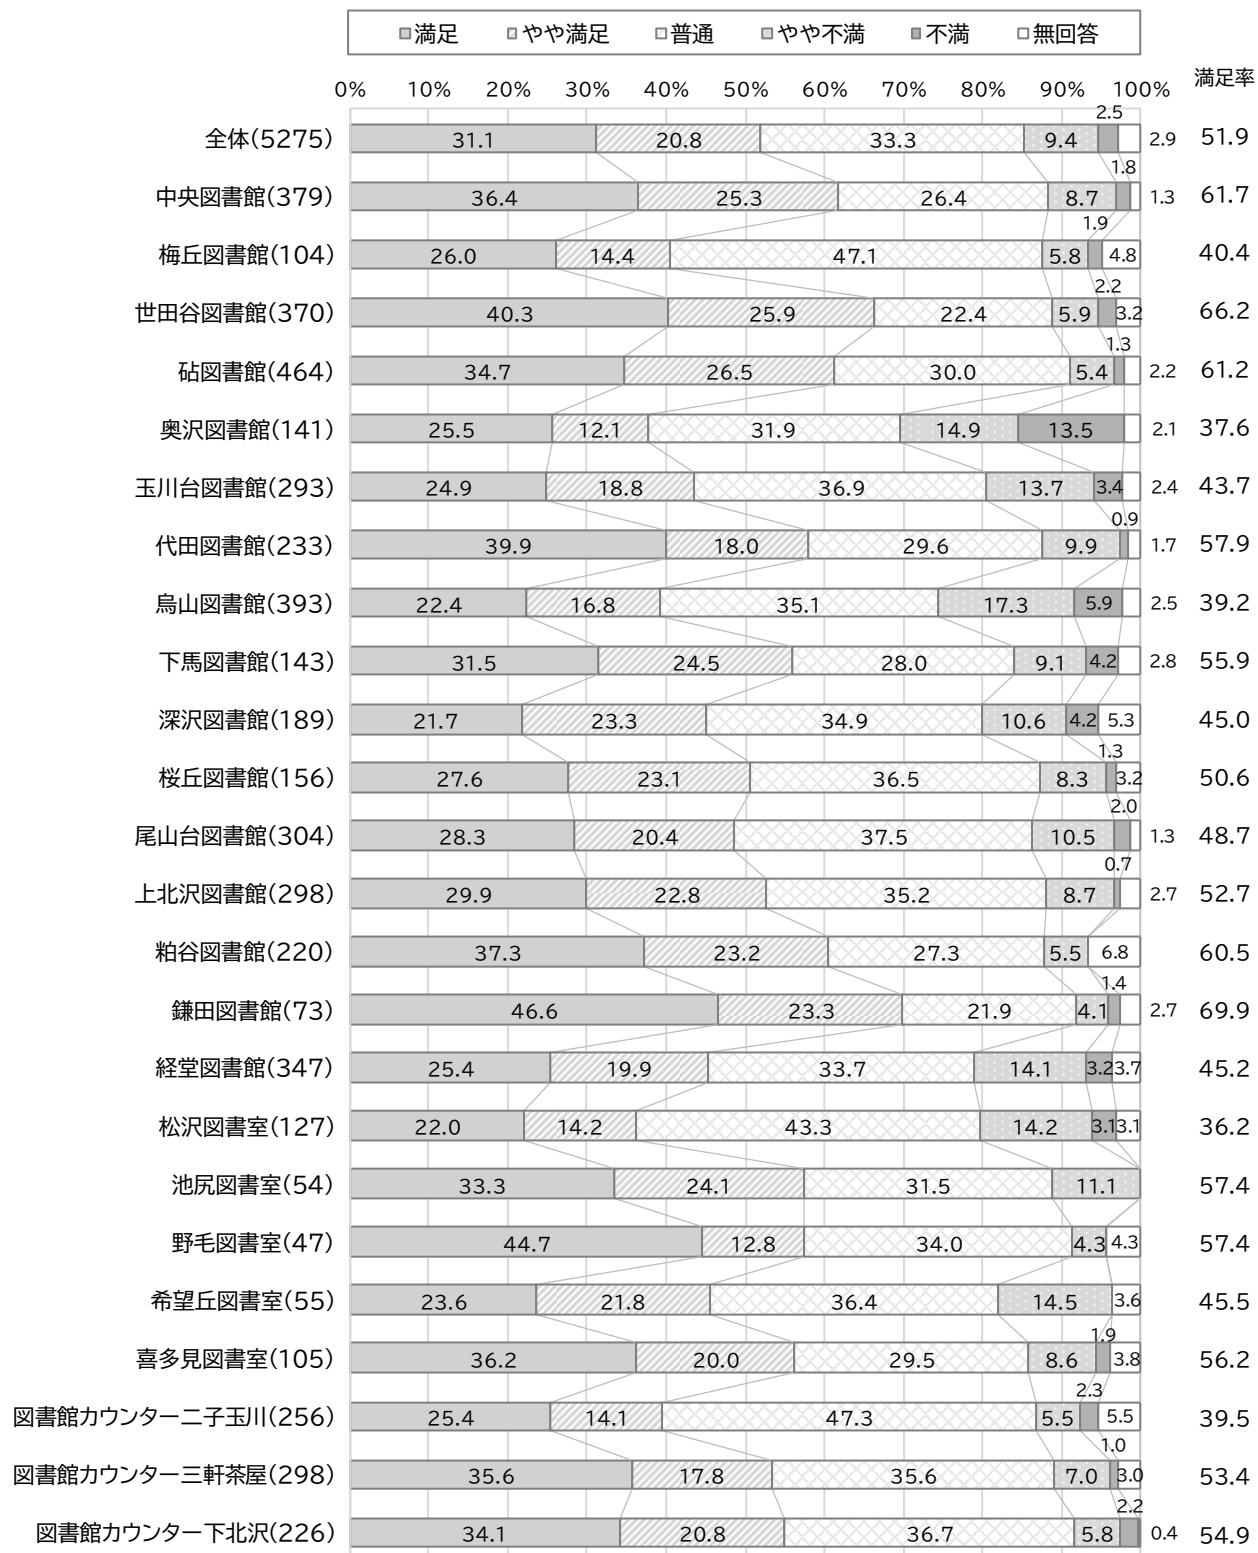 満足 やや満足 普通 やや不満 不満 無回答
0% 10% 20% 30% 40% 50% 60% 70% 80% 90% 100% 満足率
全体(5275) 31.1 20.8 33.3 9.4 2.5 2.9 51.9
中央図書館(379) 36.4 25.3 26.4 8.7 1.8 1.3 61.7
梅丘図書館(104) 26.0 14.4 47.1 5.8 1.9 4.8 40.4
世田谷図書館(370) 40.3 25.9 22.4 5.9 2.2 3.2 66.2
砧図書館(464) 34.7 26.5 30.0 5.4 1.3 2.2 61.2
奥沢図書館(141) 25.5 12.1 31.9 14.9 13.5 2.1 37.6
玉川台図書館(293) 24.9 18.8 36.9 13.7 3.4 2.4 43.7
代田図書館(233) 39.9 18.0 29.6 9.9 0.9 1.7 57.9
烏山図書館(393) 22.4 16.8 35.1 17.3 5.9 2.5 39.2
下馬図書館(143) 31.5 24.5 28.0 9.1 4.2 2.8 55.9
深沢図書館(189) 21.7 23.3 34.9 10.6 4.2 5.3 45.0
桜丘図書館(156) 27.6 23.1 36.5 8.3 1.3 3.2 50.6
尾山台図書館(304) 28.3 20.4 37.5 10.5 2.0 1.3 48.7
上北沢図書館(298) 29.9 22.8 35.2 8.7 0.7 2.7 52.7
粕谷図書館(220) 37.3 23.2 27.3 5.5 6.8 60.5
鎌田図書館(73) 46.6 23.3 21.9 4.1 1.4 2.7 69.9
経堂図書館(347) 25.4 19.9 33.7 14.1 3.2 3.7 45.2
松沢図書室(127) 22.0 14.2 43.3 14.2 3.1 3.1 36.2
池尻図書室(54) 33.3 24.1 31.5 11.1 57.4
野毛図書室(47) 44.7 12.8 34.0 4.3 4.3 57.4
希望丘図書室(55) 23.6 21.8 36.4 14.5 3.6 45.5
喜多見図書室(105) 36.2 20.0 29.5 8.6 1.9 3.8 56.2
図書館カウンター二子玉川(256) 25.4 14.1 47.3 5.5 2.3 5.5 39.5
図書館カウンター三軒茶屋(298) 35.6 17.8 35.6 7.0 1.0 3.0 53.4
図書館カウンター下北沢(226) 34.1 20.8 36.7 5.8 2.2 0.4 54.9